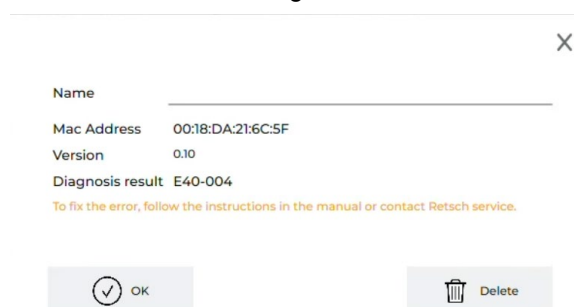 Name
Mac Address 00:18:DA:21:6C:5F
Version 0.10
Diagnosis result E40-004
To fix the error, follow the instructions in the manual or contact Retsch service.
OK Delete